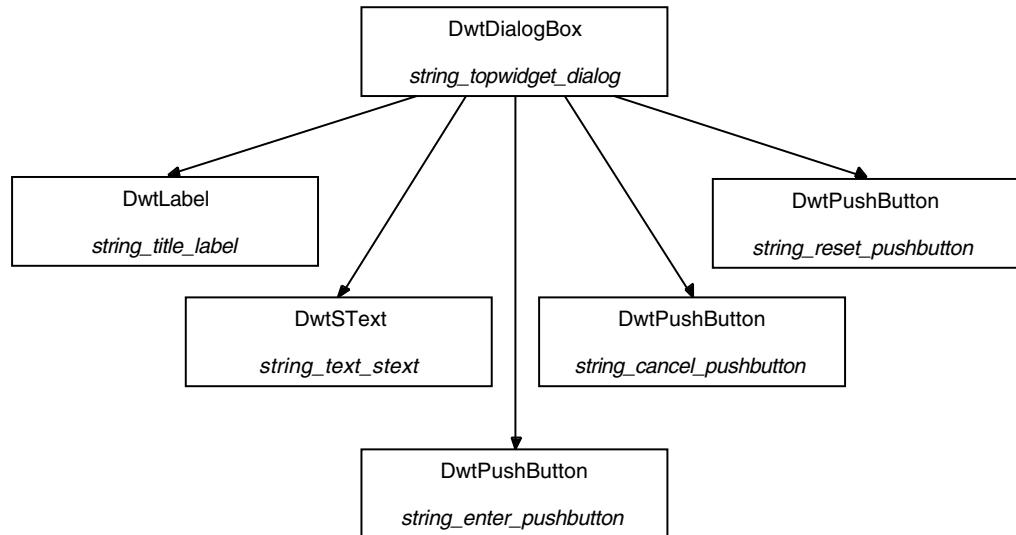 DwtDialogBox
string_topwidget_dialog
DwtLabel
string_title_label
DwtPushButton
string_reset_pushbutton
DwtSText
string_text_stext
DwtPushButton
string_cancel_pushbutton
DwtPushButton
string_enter_pushbutton